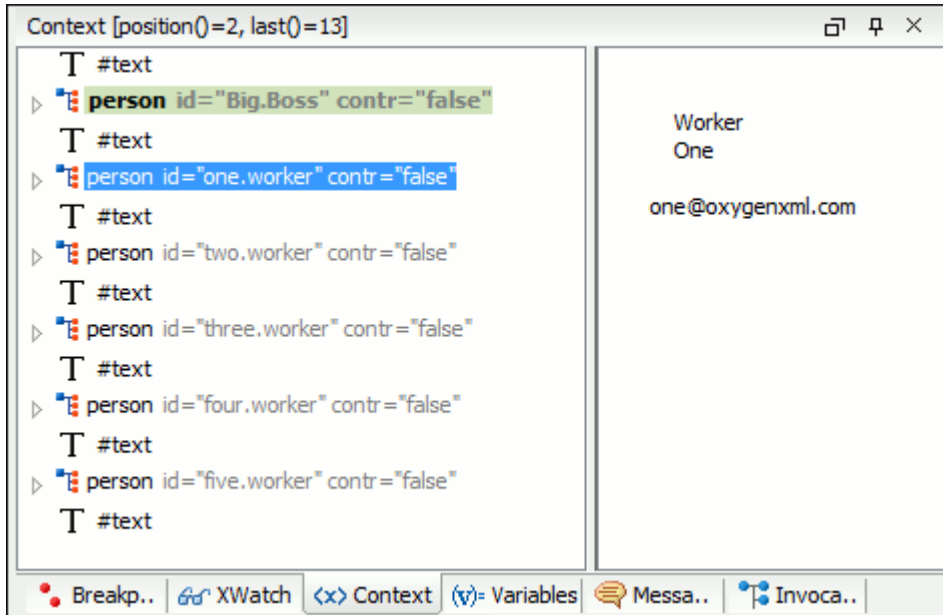 Context [position()=2, last()=13]
T #text
person id="Big.Boss" contr="false"
T #text
person id="one.worker" contr="false"
T #text
person id="two.worker" contr="false"
T #text
person id="three.worker" contr="false"
T #text
person id="four.worker" contr="false"
T #text
person id="five.worker" contr="false"
T #text
Worker
One
one@oxygenxml.com
Breakp.. XWatch <x> Context (v)= Variables Messa.. Invoca..